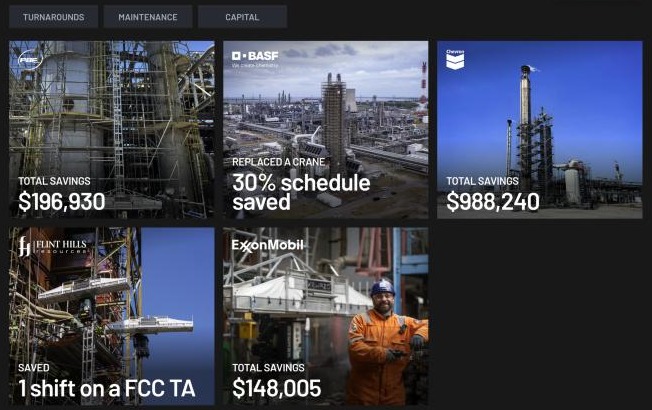 TURNAROUNDS
MAINTENANCE
CAPITAL
TOTAL SAVINGS
$196,930
BASF
We create chemistry
REPLACED A CRANE
30% schedule
saved
Chevron
TOTAL SAVINGS
$988,240
FLINT HILLS
resources
SAVED
1 shift on a FCC TA
ExxonMobil
TOTAL SAVINGS
$148,005